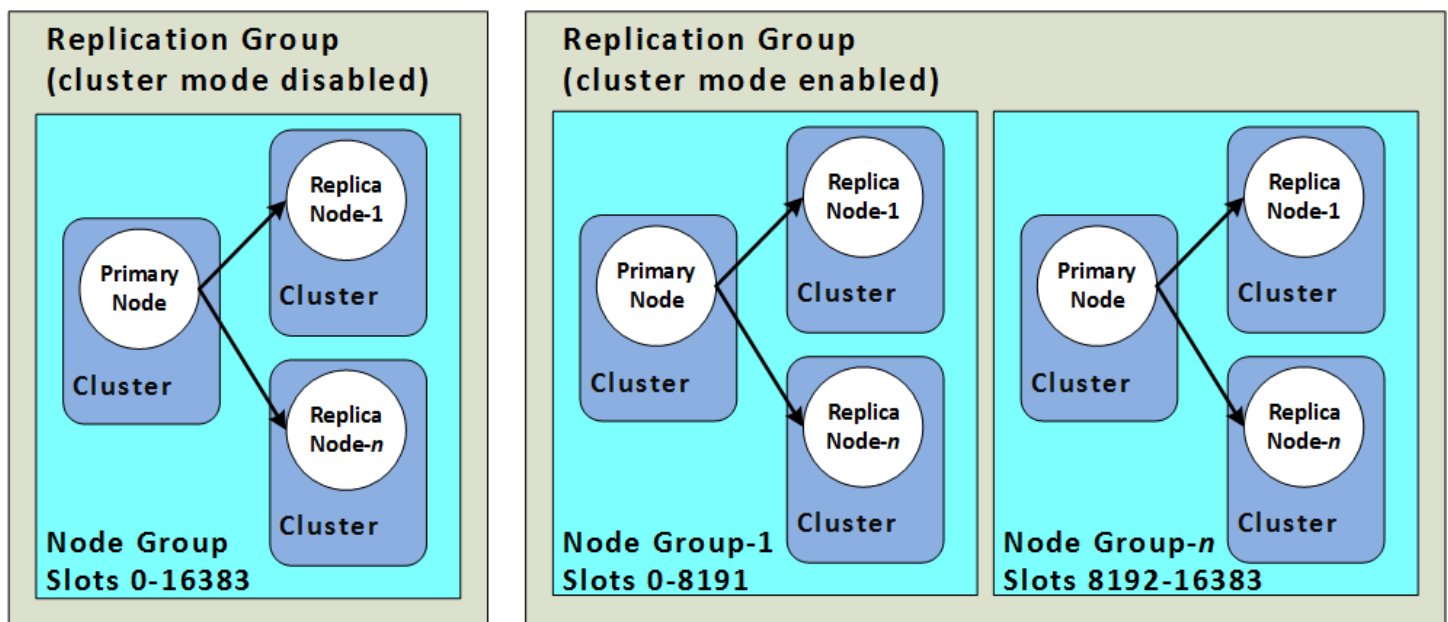 Replication Group
(cluster mode disabled)
Replica
Node-1
Cluster
Primary
Node
Cluster
Replica
Node-n
Cluster
Node Group
Slots 0-16383
Replication Group
(cluster mode enabled)
Replica
Node-1
Cluster
Primary
Node
Cluster
Replica
Node-n
Cluster
Node Group-1
Slots 0-8191
Replica
Node-1
Cluster
Primary
Node
Cluster
Replica
Node-n
Cluster
Node Group-n
Slots 8192-16383